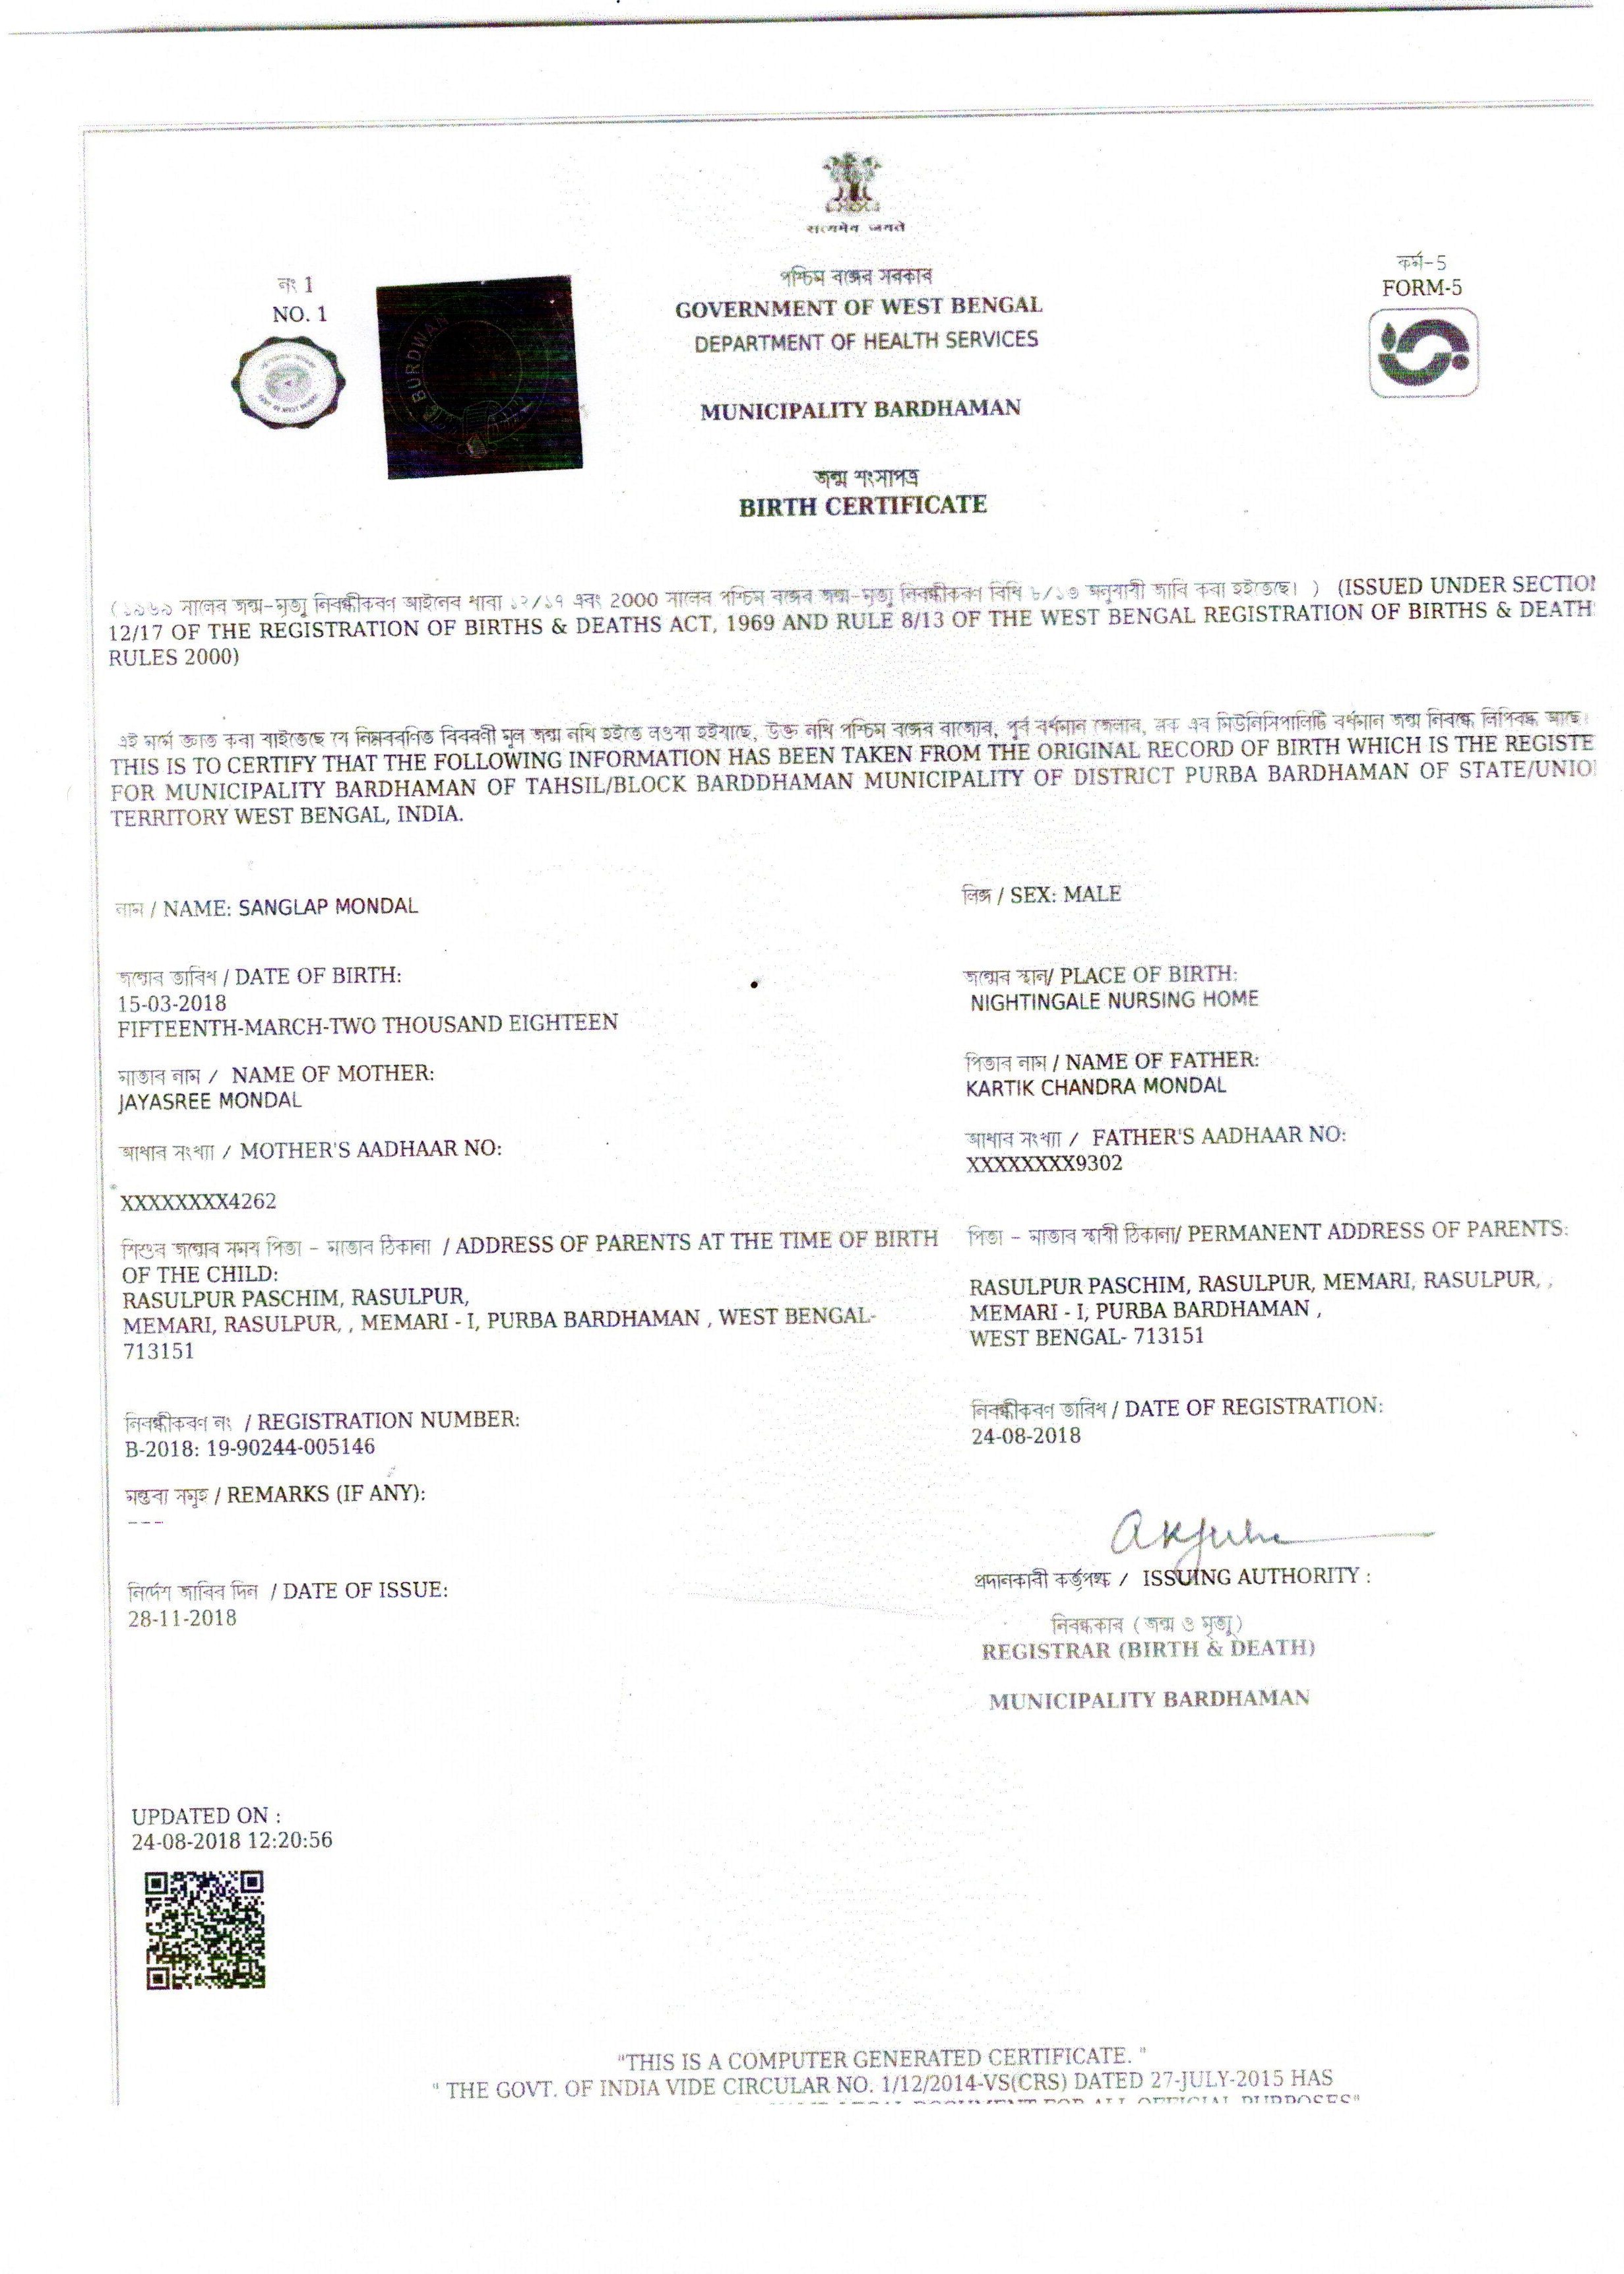 सत्यमेव जयते
পশ্চিম বঙ্গের সরকার
GOVERNMENT OF WEST BENGAL
DEPARTMENT OF HEALTH SERVICES
নং 1
NO. 1
ফর্ম-5
FORM-5
BURDWAN
MUNICIPALITY BARDHAMAN
জন্ম শংসাপত্র
BIRTH CERTIFICATE
(১৯৬৯ সালের জন্ম-মৃত্যু নিবন্ধীকরণ আইনের ধারা ১২/১৭ এবং 2000 সালের পশ্চিম বঙ্গের জন্ম-মৃত্যু নিবন্ধীকরণ বিধি ৮/১৩ অনুযায়ী জারি করা হইতেছে। ) (ISSUED UNDER SECTION
12/17 OF THE REGISTRATION OF BIRTHS & DEATHS ACT, 1969 AND RULE 8/13 OF THE WEST BENGAL REGISTRATION OF BIRTHS & DEATH
RULES 2000)
এই মর্মে জ্ঞাত করা যাইতেছে যে নিম্নবর্ণিত বিবরণী মূল জন্ম নথি হইতে লওয়া হইয়াছে, উক্ত নথি পশ্চিম বঙ্গের রাজ্যের, পূর্ব বর্ধমান জেলার, ব্লক এর মিউনিসিপালিটি বর্ধমান জন্ম নিবন্ধে লিপিবদ্ধ আছে।
THIS IS TO CERTIFY THAT THE FOLLOWING INFORMATION HAS BEEN TAKEN FROM THE ORIGINAL RECORD OF BIRTH WHICH IS THE REGISTE
FOR MUNICIPALITY BARDHAMAN OF TAHSIL/BLOCK BARDDHAMAN MUNICIPALITY OF DISTRICT PURBA BARDHAMAN OF STATE/UNIO
TERRITORY WEST BENGAL, INDIA.
নাম / NAME: SANGLAP MONDAL
লিঙ্গ / SEX: MALE
জন্মের তারিখ / DATE OF BIRTH:
15-03-2018
FIFTEENTH-MARCH-TWO THOUSAND EIGHTEEN
জন্মের স্থান/ PLACE OF BIRTH:
NIGHTINGALE NURSING HOME
মাতার নাম / NAME OF MOTHER:
JAYASREE MONDAL
পিতার নাম / NAME OF FATHER:
KARTIK CHANDRA MONDAL
আধার সংখ্যা / MOTHER'S AADHAAR NO:
XXXXXXXX4262
আধার সংখ্যা / FATHER'S AADHAAR NO:
XXXXXXXX9302
শিশুর জন্মের সময় পিতা - মাতার ঠিকানা / ADDRESS OF PARENTS AT THE TIME OF BIRTH
OF THE CHILD:
RASULPUR PASCHIM, RASULPUR,
MEMARI, RASULPUR, , MEMARI - I, PURBA BARDHAMAN , WEST BENGAL-
713151
পিতা - মাতার স্থায়ী ঠিকানা/ PERMANENT ADDRESS OF PARENTS:
RASULPUR PASCHIM, RASULPUR, MEMARI, RASULPUR, ,
MEMARI - I, PURBA BARDHAMAN ,
WEST BENGAL- 713151
নিবন্ধীকরণ নং / REGISTRATION NUMBER:
B-2018: 19-90244-005146
নিবন্ধীকরণ তারিখ / DATE OF REGISTRATION:
24-08-2018
মন্তব্য সমূহ / REMARKS (IF ANY):
---
নির্দেশ জারির দিন / DATE OF ISSUE:
28-11-2018
প্রদানকারী কর্তৃপক্ষ / ISSUING AUTHORITY :
নিবন্ধকার (জন্ম ও মৃত্যু)
REGISTRAR (BIRTH & DEATH)
MUNICIPALITY BARDHAMAN
UPDATED ON :
24-08-2018 12:20:56
"THIS IS A COMPUTER GENERATED CERTIFICATE. "
" THE GOVT. OF INDIA VIDE CIRCULAR NO. 1/12/2014-VS(CRS) DATED 27-JULY-2015 HAS
LEGAL DOCUMENT FOR ALL OFFICIAL PURPOSES"